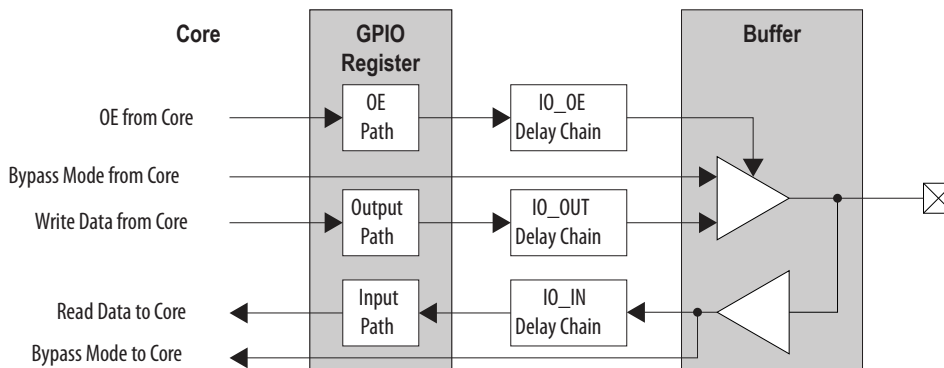 Core
GPIO
Register
Buffer
OE from Core
OE
Path
IO_OE
Delay Chain
Bypass Mode from Core
Write Data from Core
Output
Path
IO_OUT
Delay Chain
Read Data to Core
Input
Path
IO_IN
Delay Chain
Bypass Mode to Core